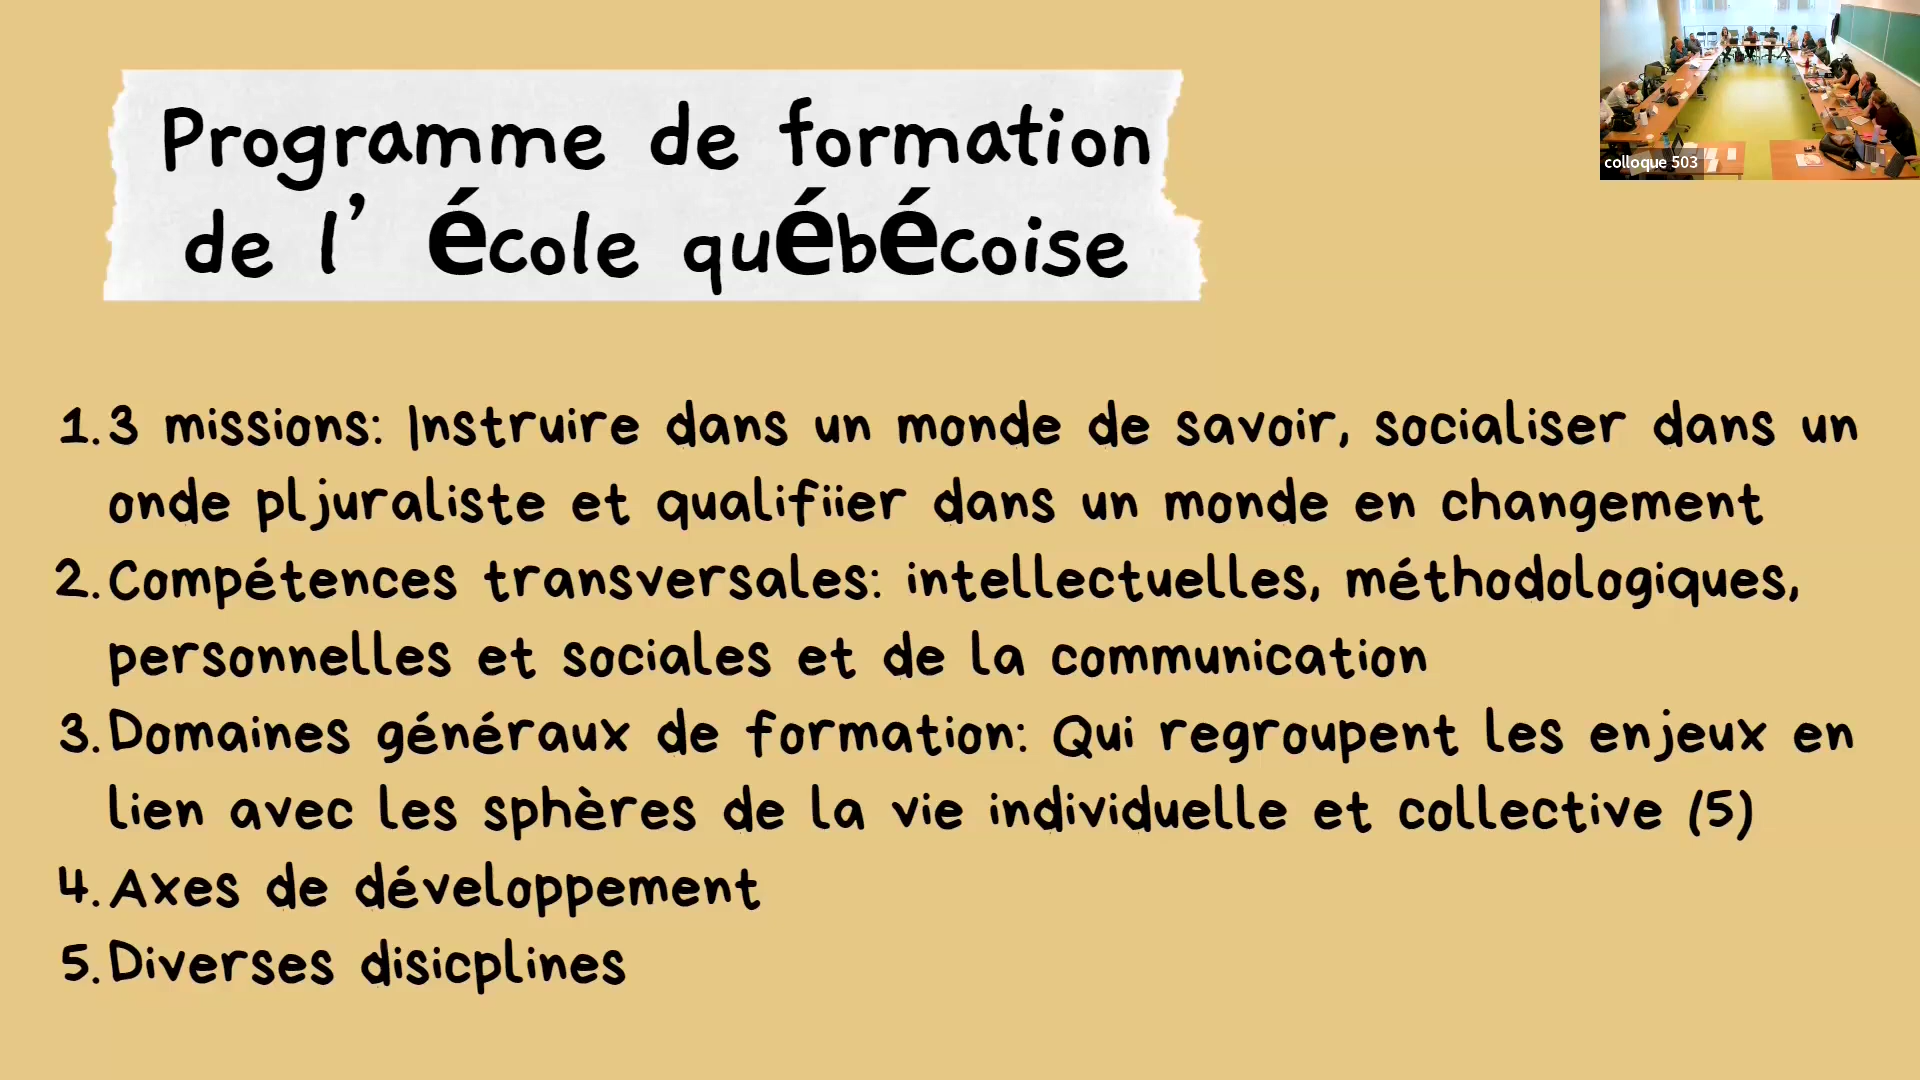 Programme de formation
de l’ école québécoise
colloque 503
1. 3 missions: Instruire dans un monde de savoir, socialiser dans un
onde pljuraliste et qualifiier dans un monde en changement
2. Compétences transversales: intellectuelles, méthodologiques,
personnelles et sociales et de la communication
3. Domaines généraux de formation: Qui regroupent les enjeux en
lien avec les sphères de la vie individuelle et collective (5)
4. Axes de développement
5. Diverses disicplines